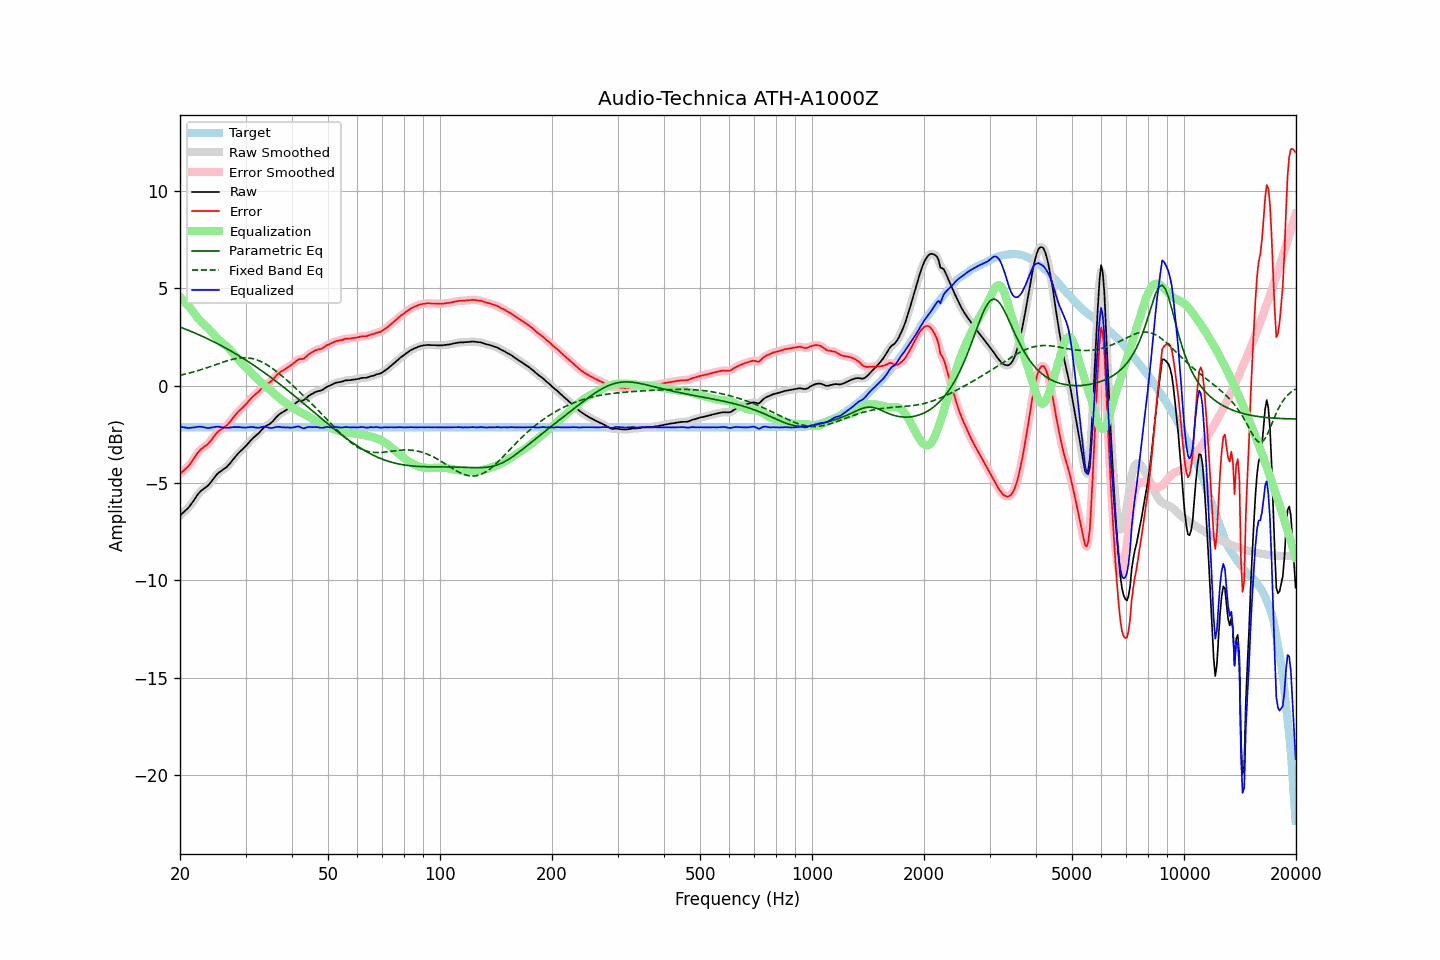 Audio-Technica ATH-A1000Z
Target
Raw Smoothed
Error Smoothed
Raw
Error
Equalization
Parametric Eq
Fixed Band Eq
Equalized
Amplitude (dBr)
10
5
0
−5
−10
−15
−20
20 50 100 200 500 1000 2000 5000 10000 20000
Frequency (Hz)